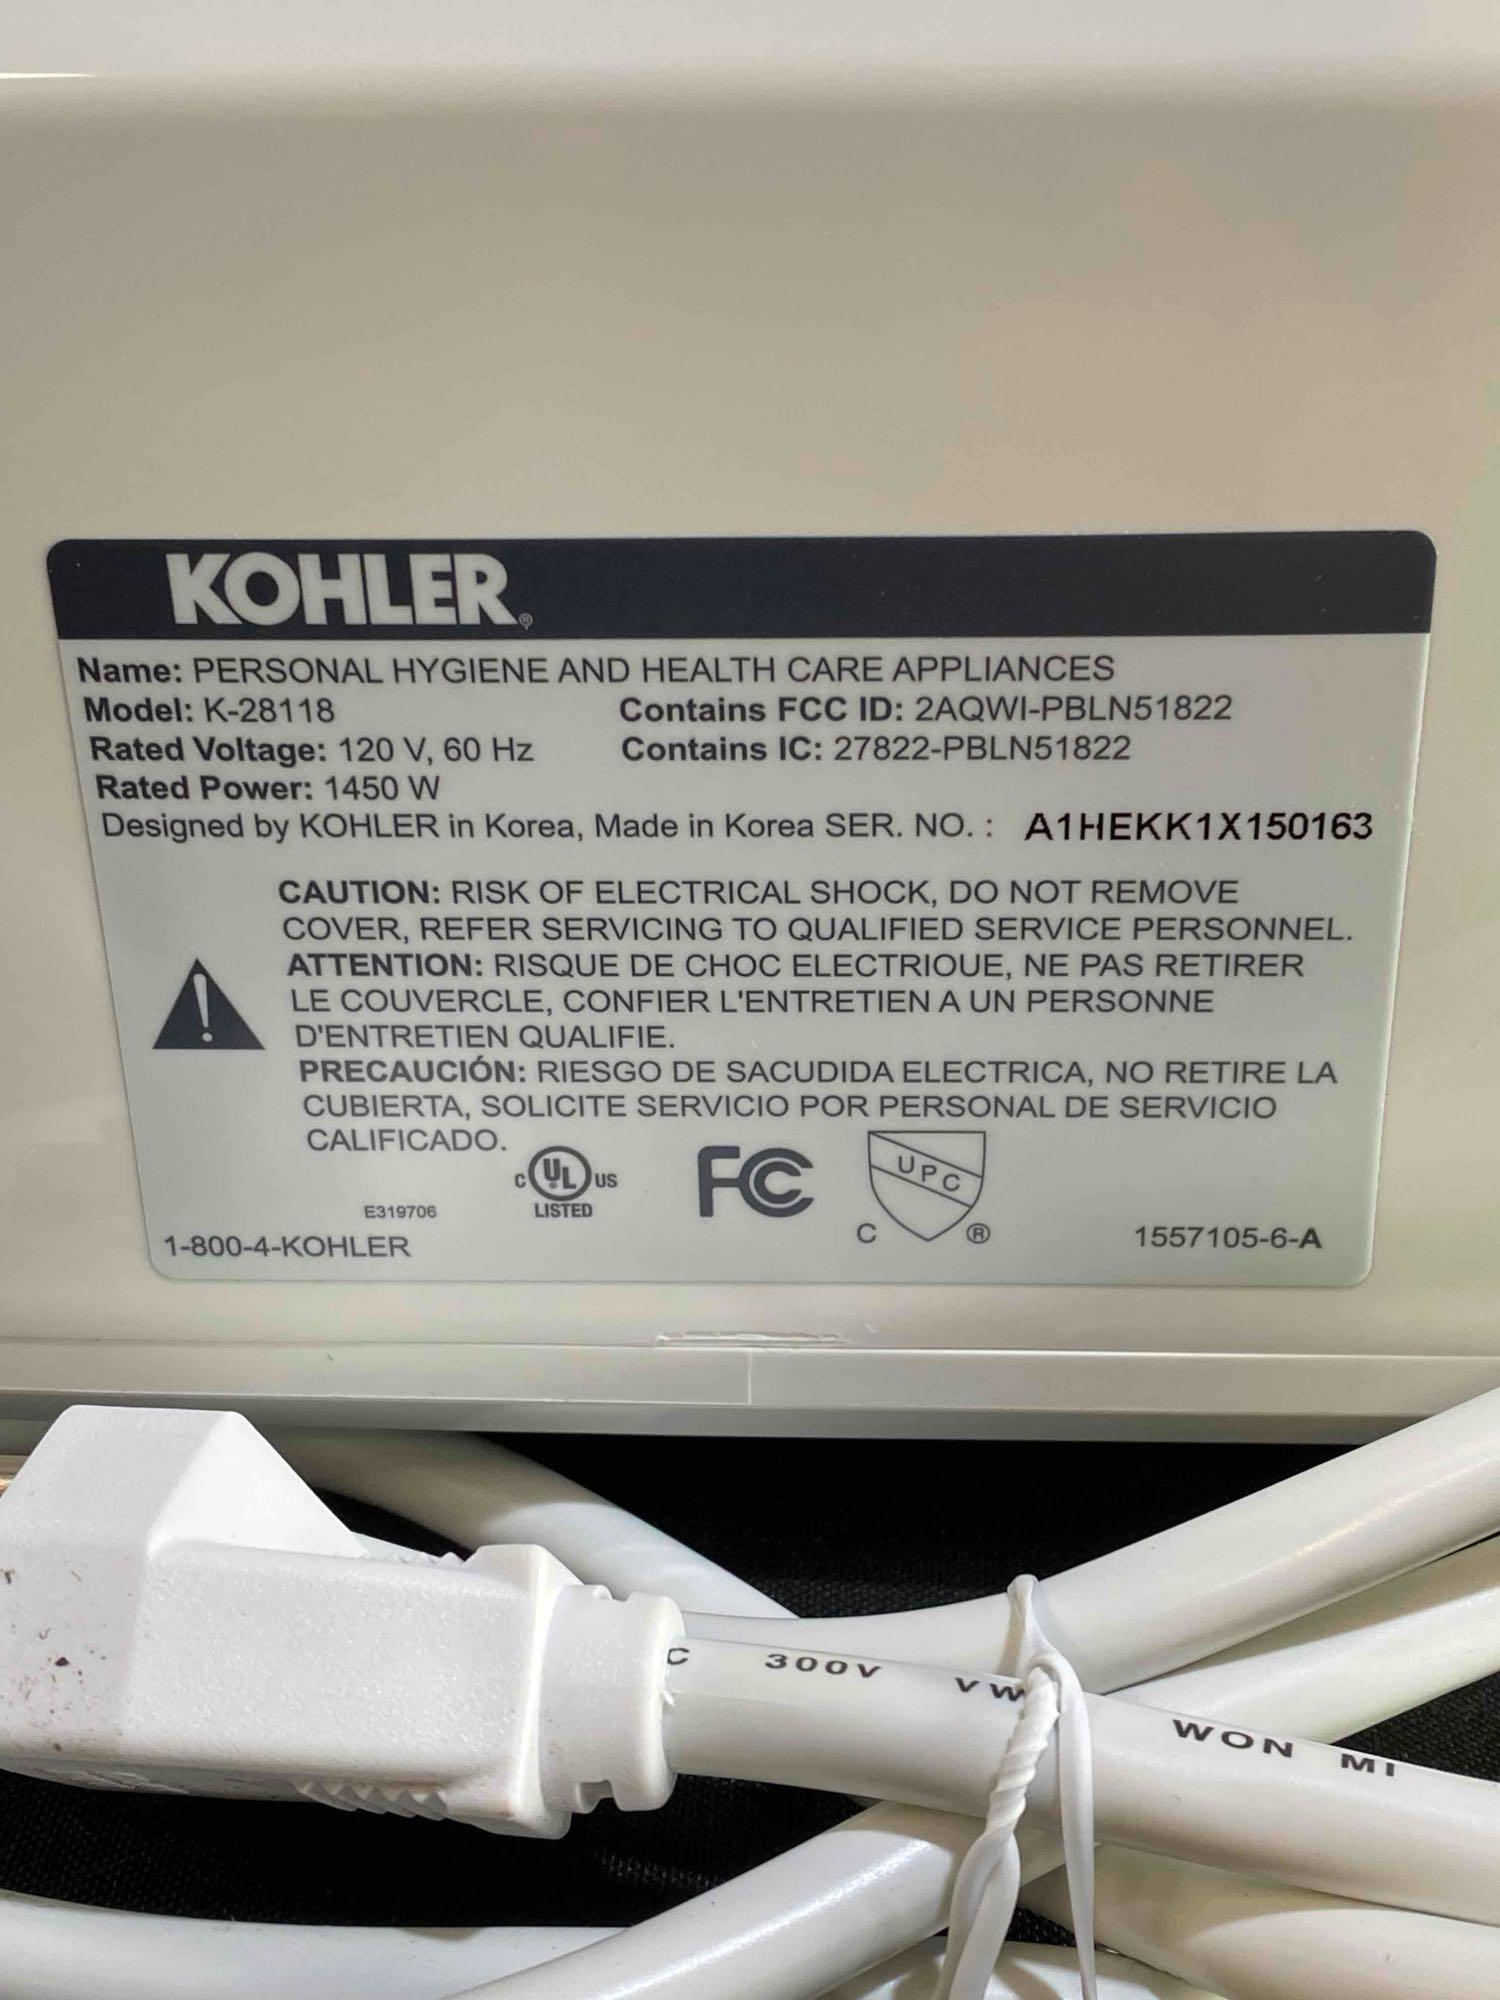 KOHLER®
Name: PERSONAL HYGIENE AND HEALTH CARE APPLIANCES
Model: K-28118 Contains FCC ID: 2AQWI-PBLN51822
Rated Voltage: 120 V, 60 Hz Contains IC: 27822-PBLN51822
Rated Power: 1450 W
Designed by KOHLER in Korea, Made in Korea SER. NO. : A1HEKK1X150163
CAUTION: RISK OF ELECTRICAL SHOCK, DO NOT REMOVE
COVER, REFER SERVICING TO QUALIFIED SERVICE PERSONNEL.
ATTENTION: RISQUE DE CHOC ELECTRIOUE, NE PAS RETIRER
LE COUVERCLE, CONFIER L'ENTRETIEN A UN PERSONNE
D'ENTRETIEN QUALIFIE.
PRECAUCIÓN: RIESGO DE SACUDIDA ELECTRICA, NO RETIRE LA
CUBIERTA, SOLICITE SERVICIO POR PERSONAL DE SERVICIO
CALIFICADO.
C UL US
LISTED
FC
UPC
C ®
E319706
1-800-4-KOHLER
1557105-6-A
C 300V VW WON MI